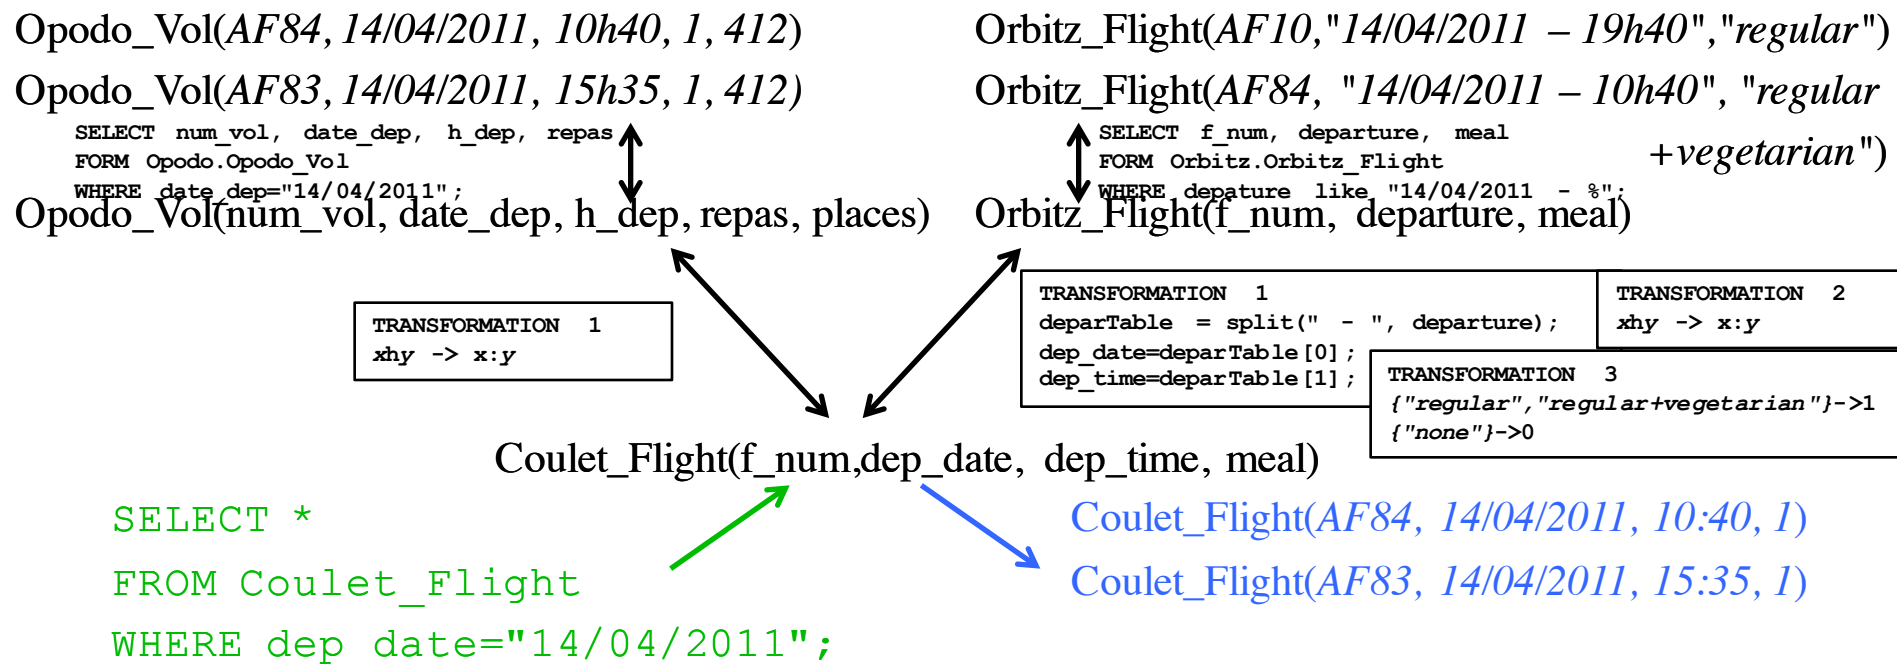 Opodo_Vol(AF84, 14/04/2011, 10h40, 1, 412)
Opodo_Vol(AF83, 14/04/2011, 15h35, 1, 412)
SELECT num_vol, date_dep, h_dep, repas
FORM Opodo.Opodo_Vol
WHERE date_dep="14/04/2011";
Opodo_Vol(num_vol, date_dep, h_dep, repas, places)
Orbitz_Flight(AF10,"14/04/2011 – 19h40","regular")
Orbitz_Flight(AF84, "14/04/2011 – 10h40", "regular
+vegetarian")
SELECT f_num, departure, meal
FORM Orbitz.Orbitz_Flight
WHERE depature like "14/04/2011 - %";
Orbitz_Flight(f_num, departure, meal)
TRANSFORMATION 1
xhy -> x:y
TRANSFORMATION 1
deparTable = split(" - ", departure);
dep_date=deparTable[0];
dep_time=deparTable[1];
TRANSFORMATION 2
xhy -> x:y
TRANSFORMATION 3
{"regular","regular+vegetarian"}->1
{"none"}->0
Coulet_Flight(f_num,dep_date, dep_time, meal)
SELECT *
FROM Coulet_Flight
WHERE dep date="14/04/2011";
Coulet_Flight(AF84, 14/04/2011, 10:40, 1)
Coulet_Flight(AF83, 14/04/2011, 15:35, 1)